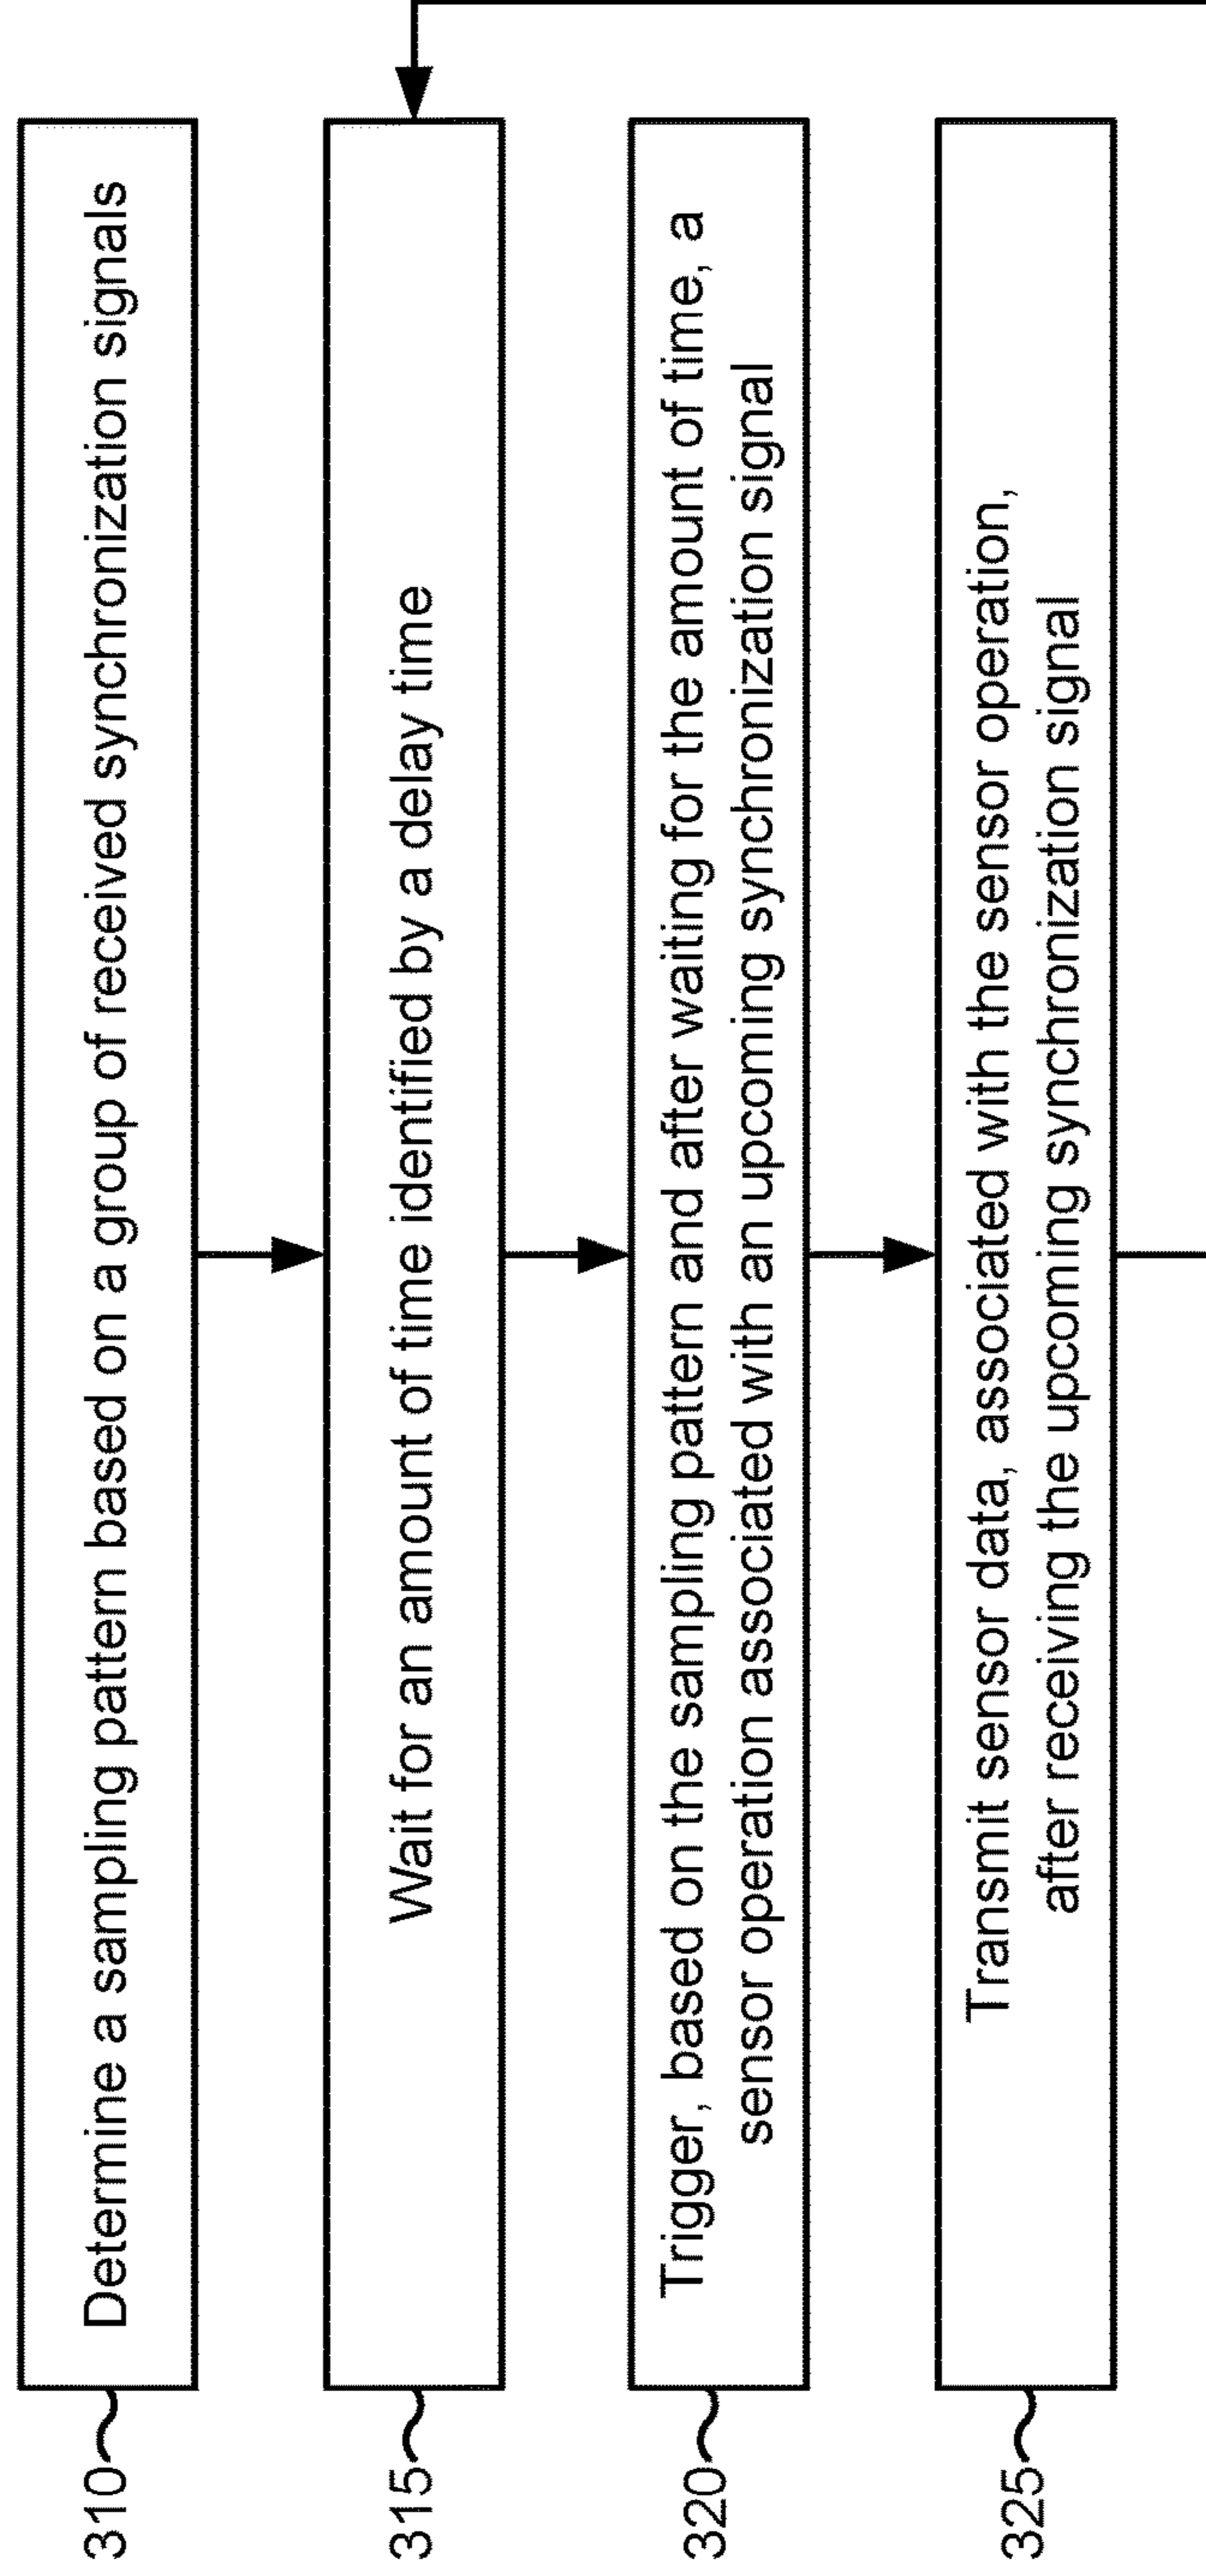 310
Determine a sampling pattern based on a group of received synchronization signals
315
Wait for an amount of time identified by a delay time
320
Trigger, based on the sampling pattern and after waiting for the amount of time, a
sensor operation associated with an upcoming synchronization signal
325
Transmit sensor data, associated with the sensor operation,
after receiving the upcoming synchronization signal